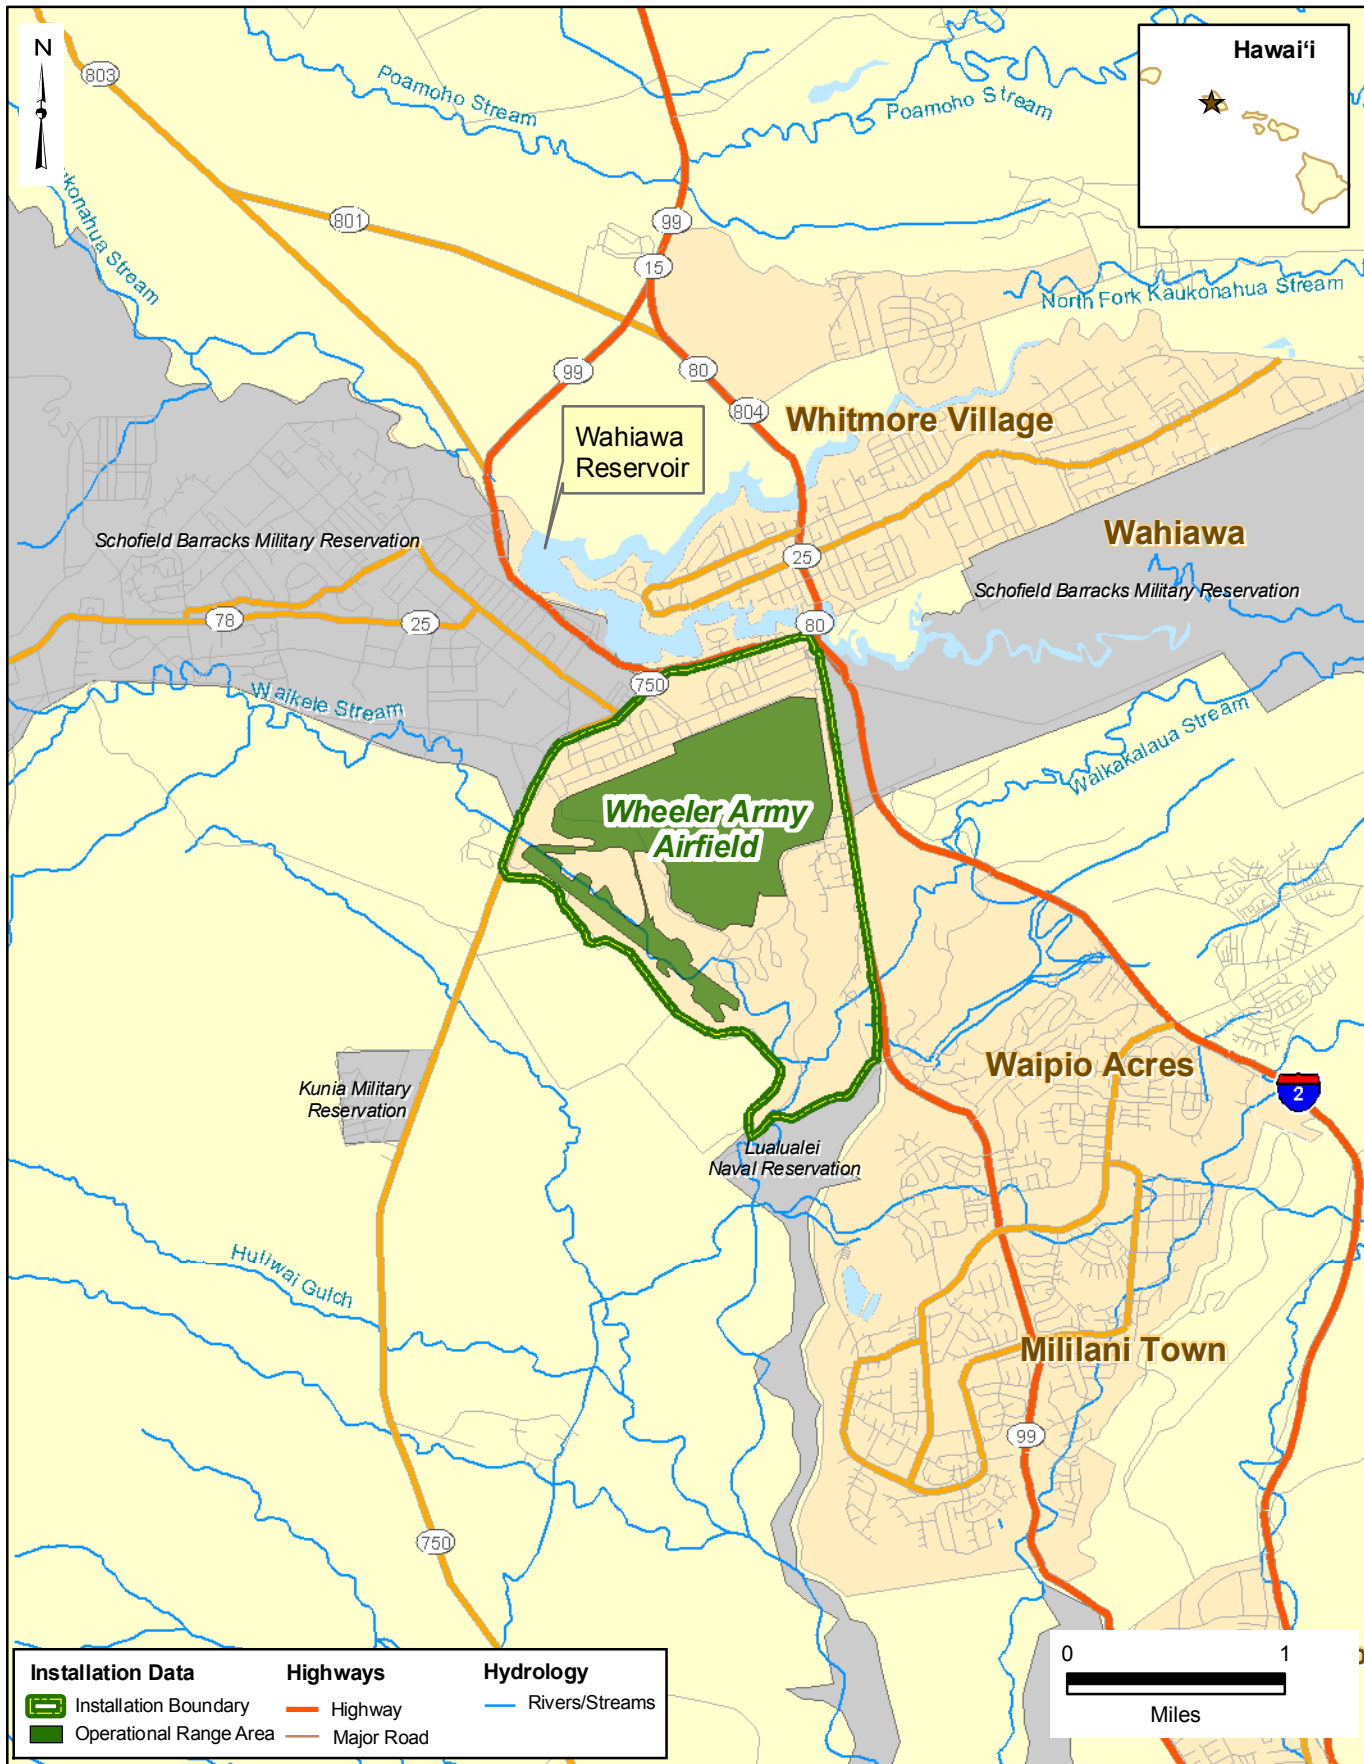 N
Hawai‘i
803
Poamoho Stream
Poamoho Stream
801
99
15
North Fork Kaukonahua Stream
ukonahua Stream
99
80
804
Whitmore Village
Wahiawa
Reservoir
Schofield Barracks Military Reservation
25
Wahiawa
Schofield Barracks Military Reservation
78
25
80
750
Waikele Stream
Waikakalaua Stream
Wheeler Army
Airfield
Waipio Acres
2
Kunia Military
Reservation
Lualualei
Naval Reservation
Huliwai Gulch
Mililani Town
99
750
Installation Data
Installation Boundary
Operational Range Area
Highways
Highway
Major Road
Hydrology
Rivers/Streams
0 1
Miles